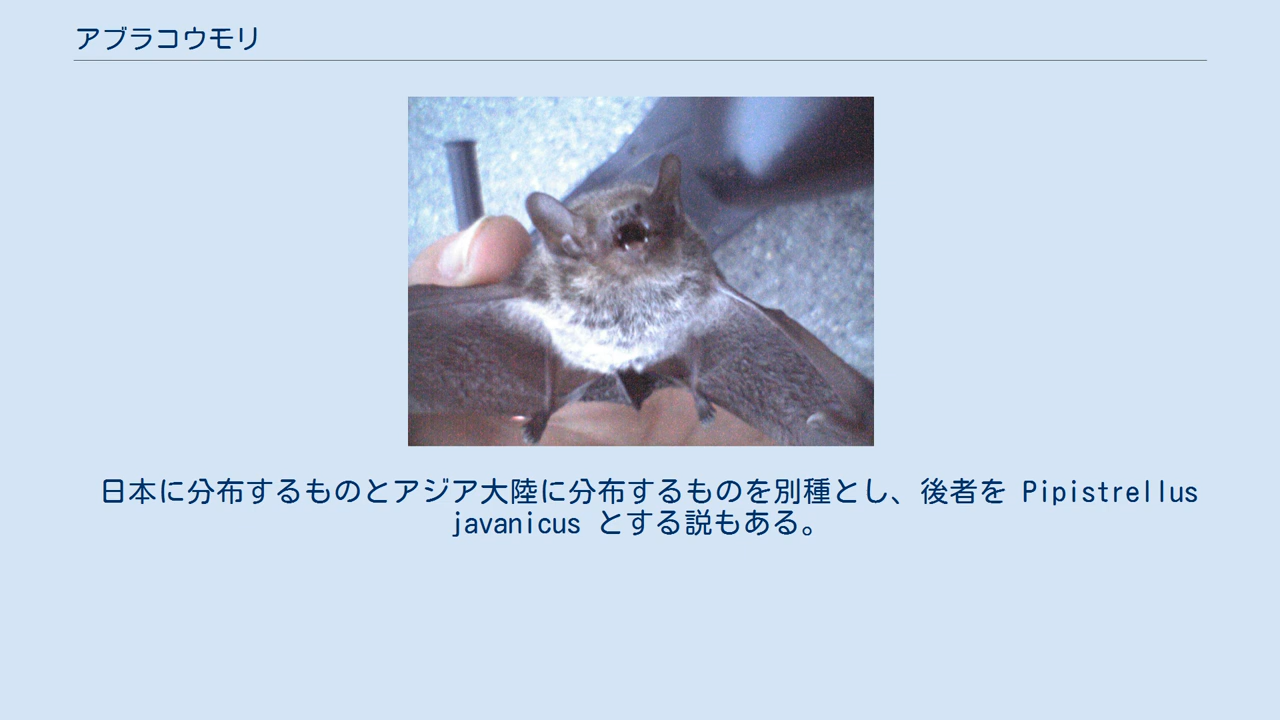 アブラコウモリ
日本に分布するものとアジア大陸に分布するものを別種とし、後者を Pipistrellus
javanicus とする説もある。